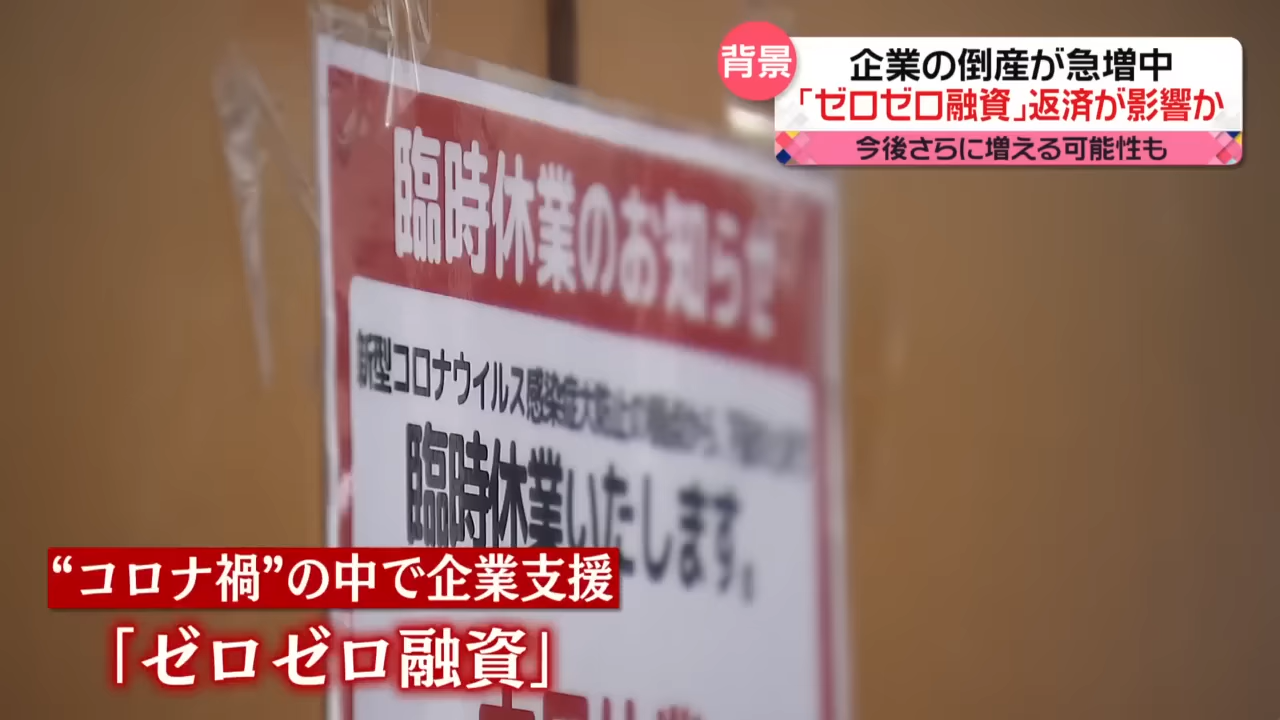 背景
企業の倒産が急増中
「ゼロゼロ融資」返済が影響か
今後さらに増える可能性も
臨時休業のお知らせ
新型コロナウイルス感染症
臨時休業いたします。
“コロナ禍”の中で企業支援
「ゼロゼロ融資」